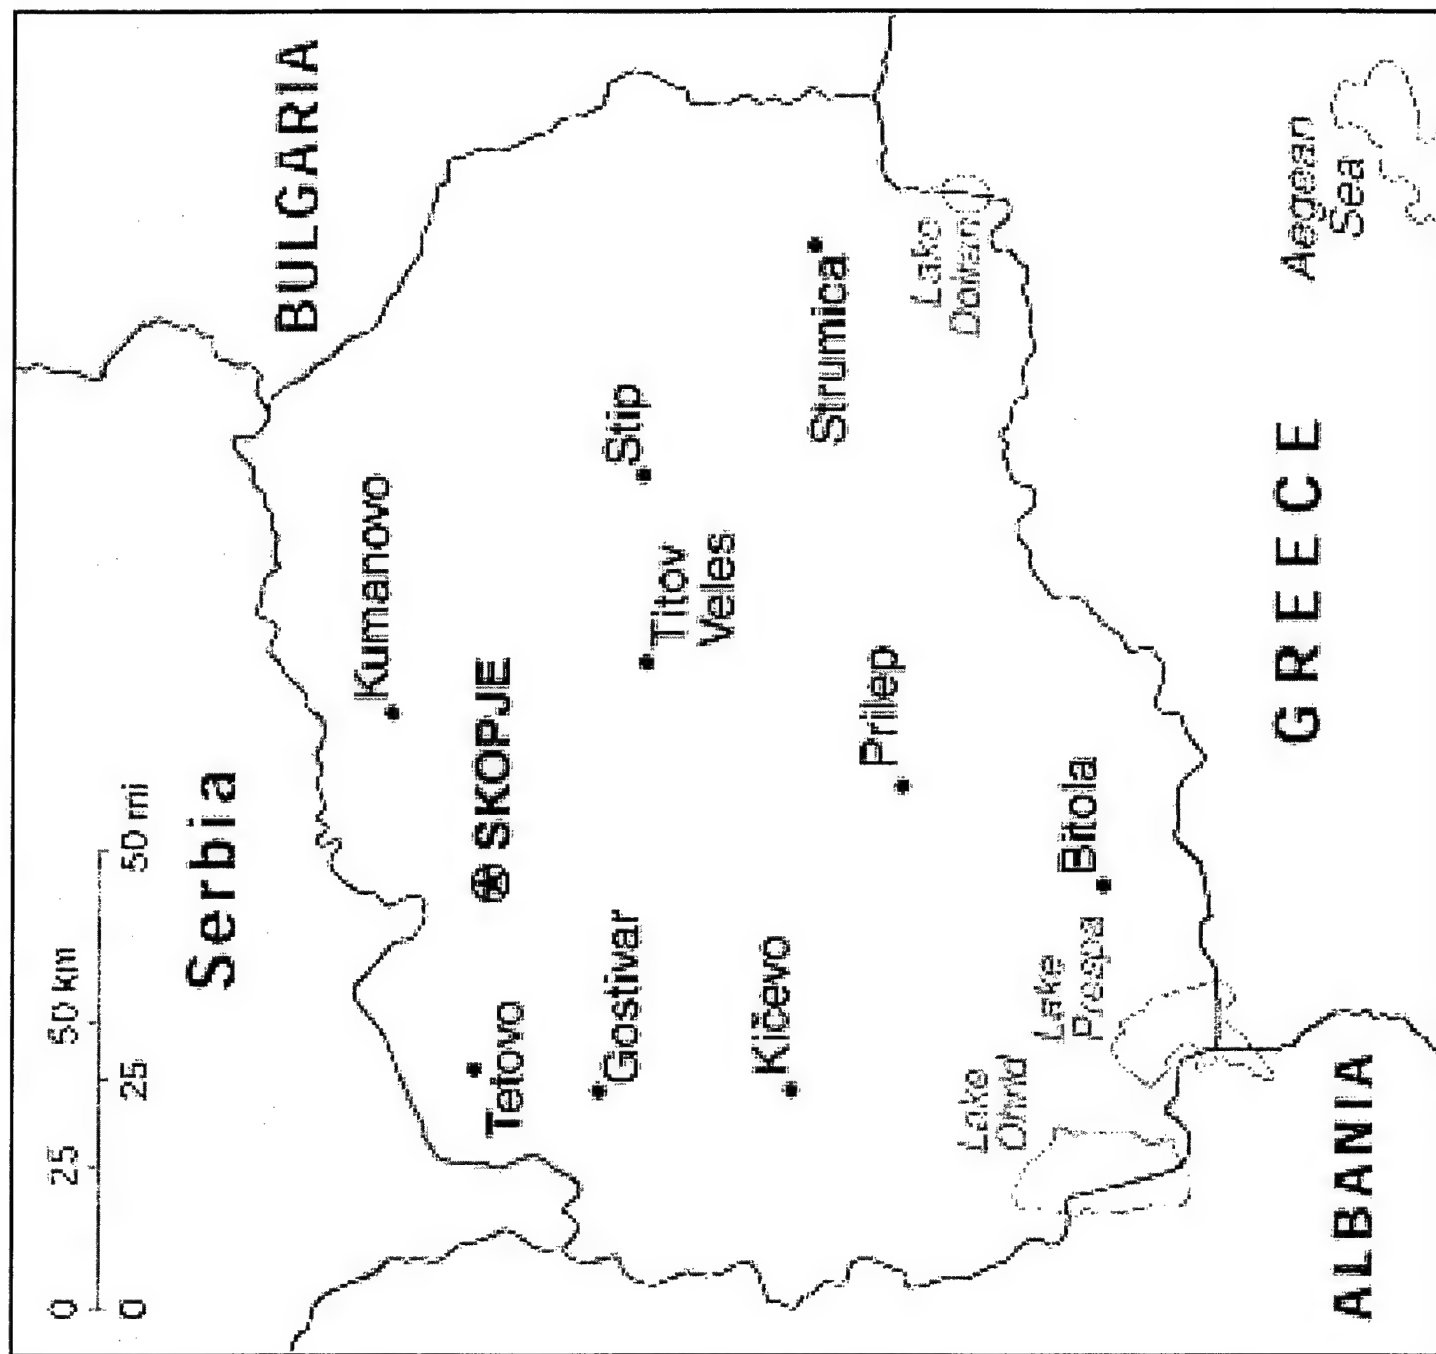 0 25 50 km
0 25 50 mi
Serbia
BULGARIA
Kumanovo
SKOPJE
Tetovo
Gostivar
Stip
Titov
Veles
Kičevo
Strumica
Prilep
Lake
Doiran
Lake
Ohrid
Lake
Prespa
Bitola
Aegean
Sea
GREECE
ALBANIA